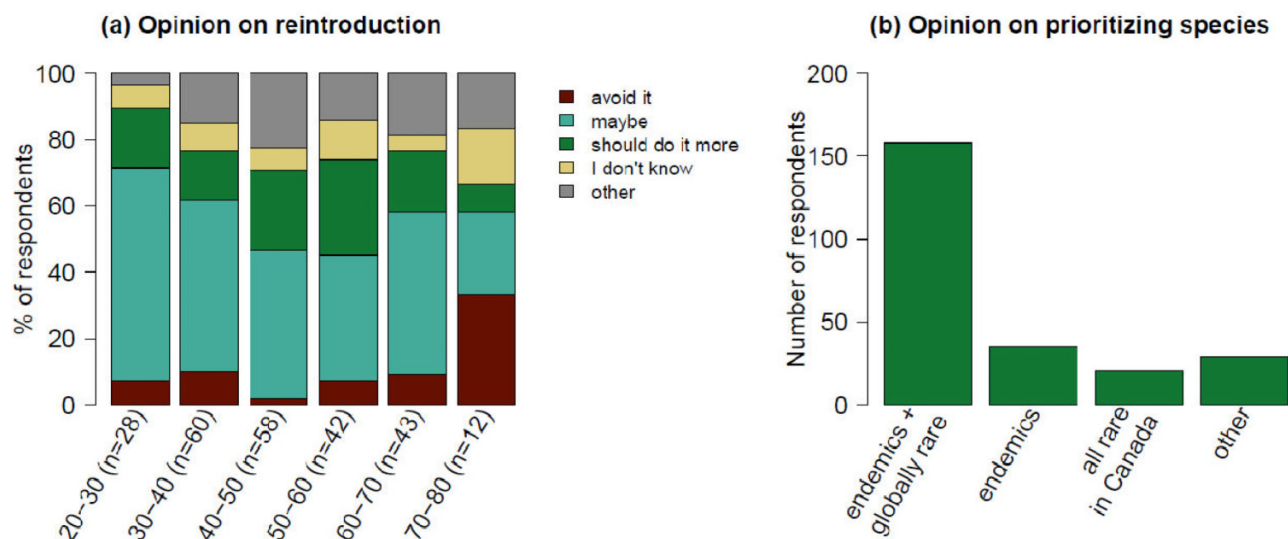 (a) Opinion on reintroduction
% of respondents
100
80
60
40
20
0
20−30 (n=28)
30−40 (n=60)
40−50 (n=58)
50−60 (n=42)
60−70 (n=43)
70−80 (n=12)
avoid it
maybe
should do it more
I don't know
other
(b) Opinion on prioritizing species
Number of respondents
200
150
100
50
0
endemics +
globally rare
endemics
all rare
in Canada
other